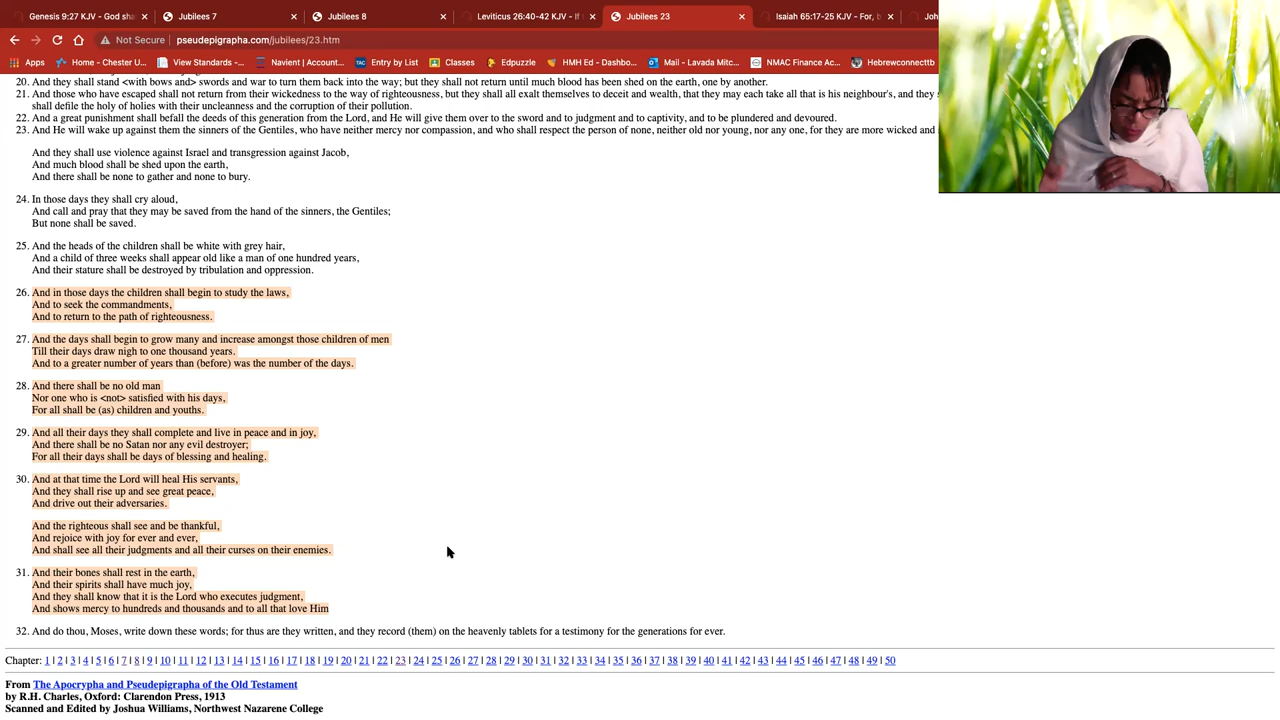 Genesis 9:27 KJV - God sha
Jubilees 7
Jubilees 8
Leviticus 26:40-42 KJV - If t
Jubilees 23
Isaiah 65:17-25 KJV - For, b
Joh
Not Secure | pseudepigrapha.com/jubilees/23.htm
Apps Home - Chester U... View Standards -... Navient | Account... Entry List Classes Edpuzzle HMH Ed - Dashbo... Mail - Lavada Mitc... NMAC Finance Ac... Hebrewconnecttb
20. And they shall stand <with bows and> swords and war to turn them back into the way; but they shall not return until much blood has been shed on the earth, one by another.
21. And those who have escaped shall not return from their wickedness to the way of righteousness, but they shall all exalt themselves to deceit and wealth, that they may each take all that is his neighbour's, and they s
shall defile the holy of holies with their uncleanness and the corruption of their pollution.
22. And a great punishment shall befall the deeds of this generation from the Lord, and He will give them over to the sword and to judgment and to captivity, and to be plundered and devoured.
23. And He will wake up against them the sinners of the Gentiles, who have neither mercy nor compassion, and who shall respect the person of none, neither old nor young, nor any one, for they are more wicked and
And they shall use violence against Israel and transgression against Jacob,
And much blood shall be shed upon the earth,
And there shall be none to gather and none to bury.
24. In those days they shall cry aloud,
And call and pray that they may be saved from the hand of the sinners, the Gentiles;
But none shall be saved.
25. And the heads of the children shall be white with grey hair,
And a child of three weeks shall appear old like a man of one hundred years,
And their stature shall be destroyed by tribulation and oppression.
26. And in those days the children shall begin to study the laws,
And to seek the commandments,
And to return to the path of righteousness.
27. And the days shall begin to grow many and increase amongst those children of men
Till their days draw nigh to one thousand years.
And to a greater number of years than (before) was the number of the days.
28. And there shall be no old man
Nor one who is <not> satisfied with his days,
For all shall be (as) children and youths.
29. And all their days they shall complete and live in peace and in joy,
And there shall be no Satan nor any evil destroyer;
For all their days shall be days of blessing and healing.
30. And at that time the Lord will heal His servants,
And they shall rise up and see great peace,
And drive out their adversaries.
And the righteous shall see and be thankful,
And rejoice with joy for ever and ever,
And shall see all their judgments and all their curses on their enemies.
31. And their bones shall rest in the earth,
And their spirits shall have much joy,
And they shall know that it is the Lord who executes judgment,
And shows mercy to hundreds and thousands and to all that love Him
32. And do thou, Moses, write down these words; for thus are they written, and they record (them) on the heavenly tablets for a testimony for the generations for ever.
Chapter: 1 | 2 | 3 | 4 | 5 | 6 | 7 | 8 | 9 | 10 | 11 | 12 | 13 | 14 | 15 | 16 | 17 | 18 | 19 | 20 | 21 | 22 | 23 | 24 | 25 | 26 | 27 | 28 | 29 | 30 | 31 | 32 | 33 | 34 | 35 | 36 | 37 | 38 | 39 | 40 | 41 | 42 | 43 | 44 | 45 | 46 | 47 | 48 | 49 | 50
From The Apocrypha and Pseudepigrapha of the Old Testament
by R.H. Charles, Oxford: Clarendon Press, 1913
Scanned and Edited by Joshua Williams, Northwest Nazarene College